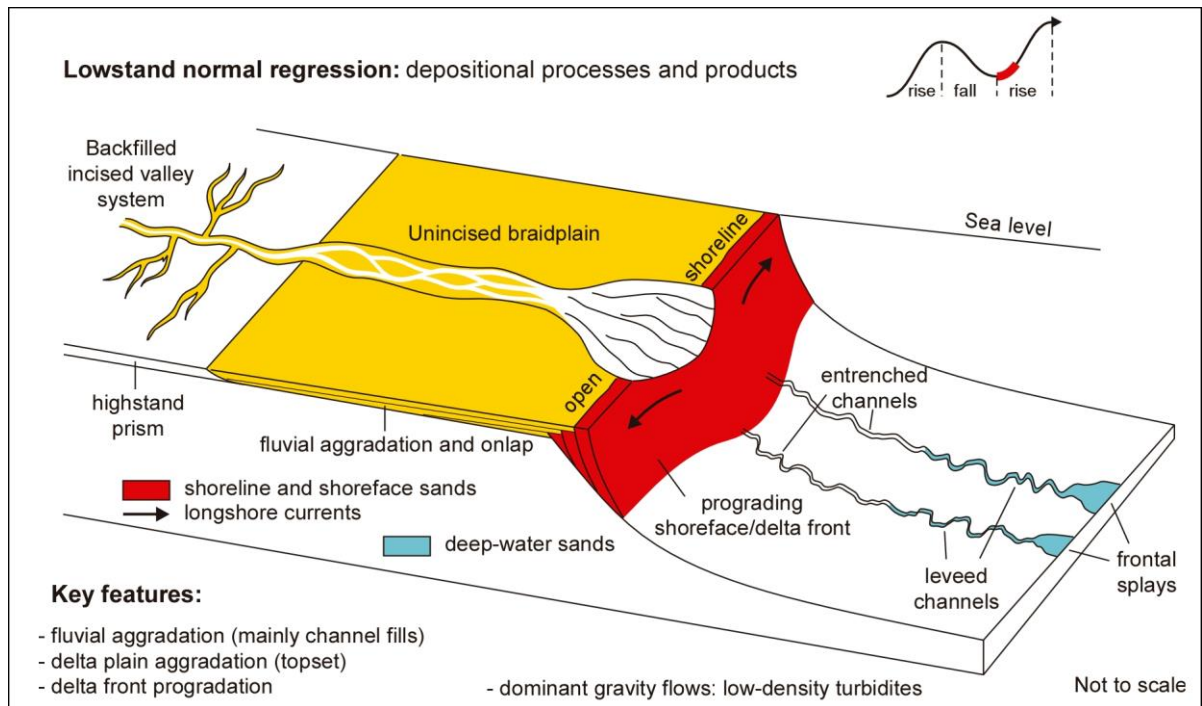 Lowstand normal regression: depositional processes and products
rise
fall
rise
Backfilled
incised valley
system
Unincised braidplain
shoreline
Sea level
open
highstand
prism
fluvial aggradation and onlap
entrenched
channels
shoreline and shoreface sands
longshore currents
prograding
shoreface/delta front
deep-water sands
leveed
channels
frontal
splays
Key features:
- fluvial aggradation (mainly channel fills)
- delta plain aggradation (topset)
- delta front progradation
- dominant gravity flows: low-density turbidites
Not to scale